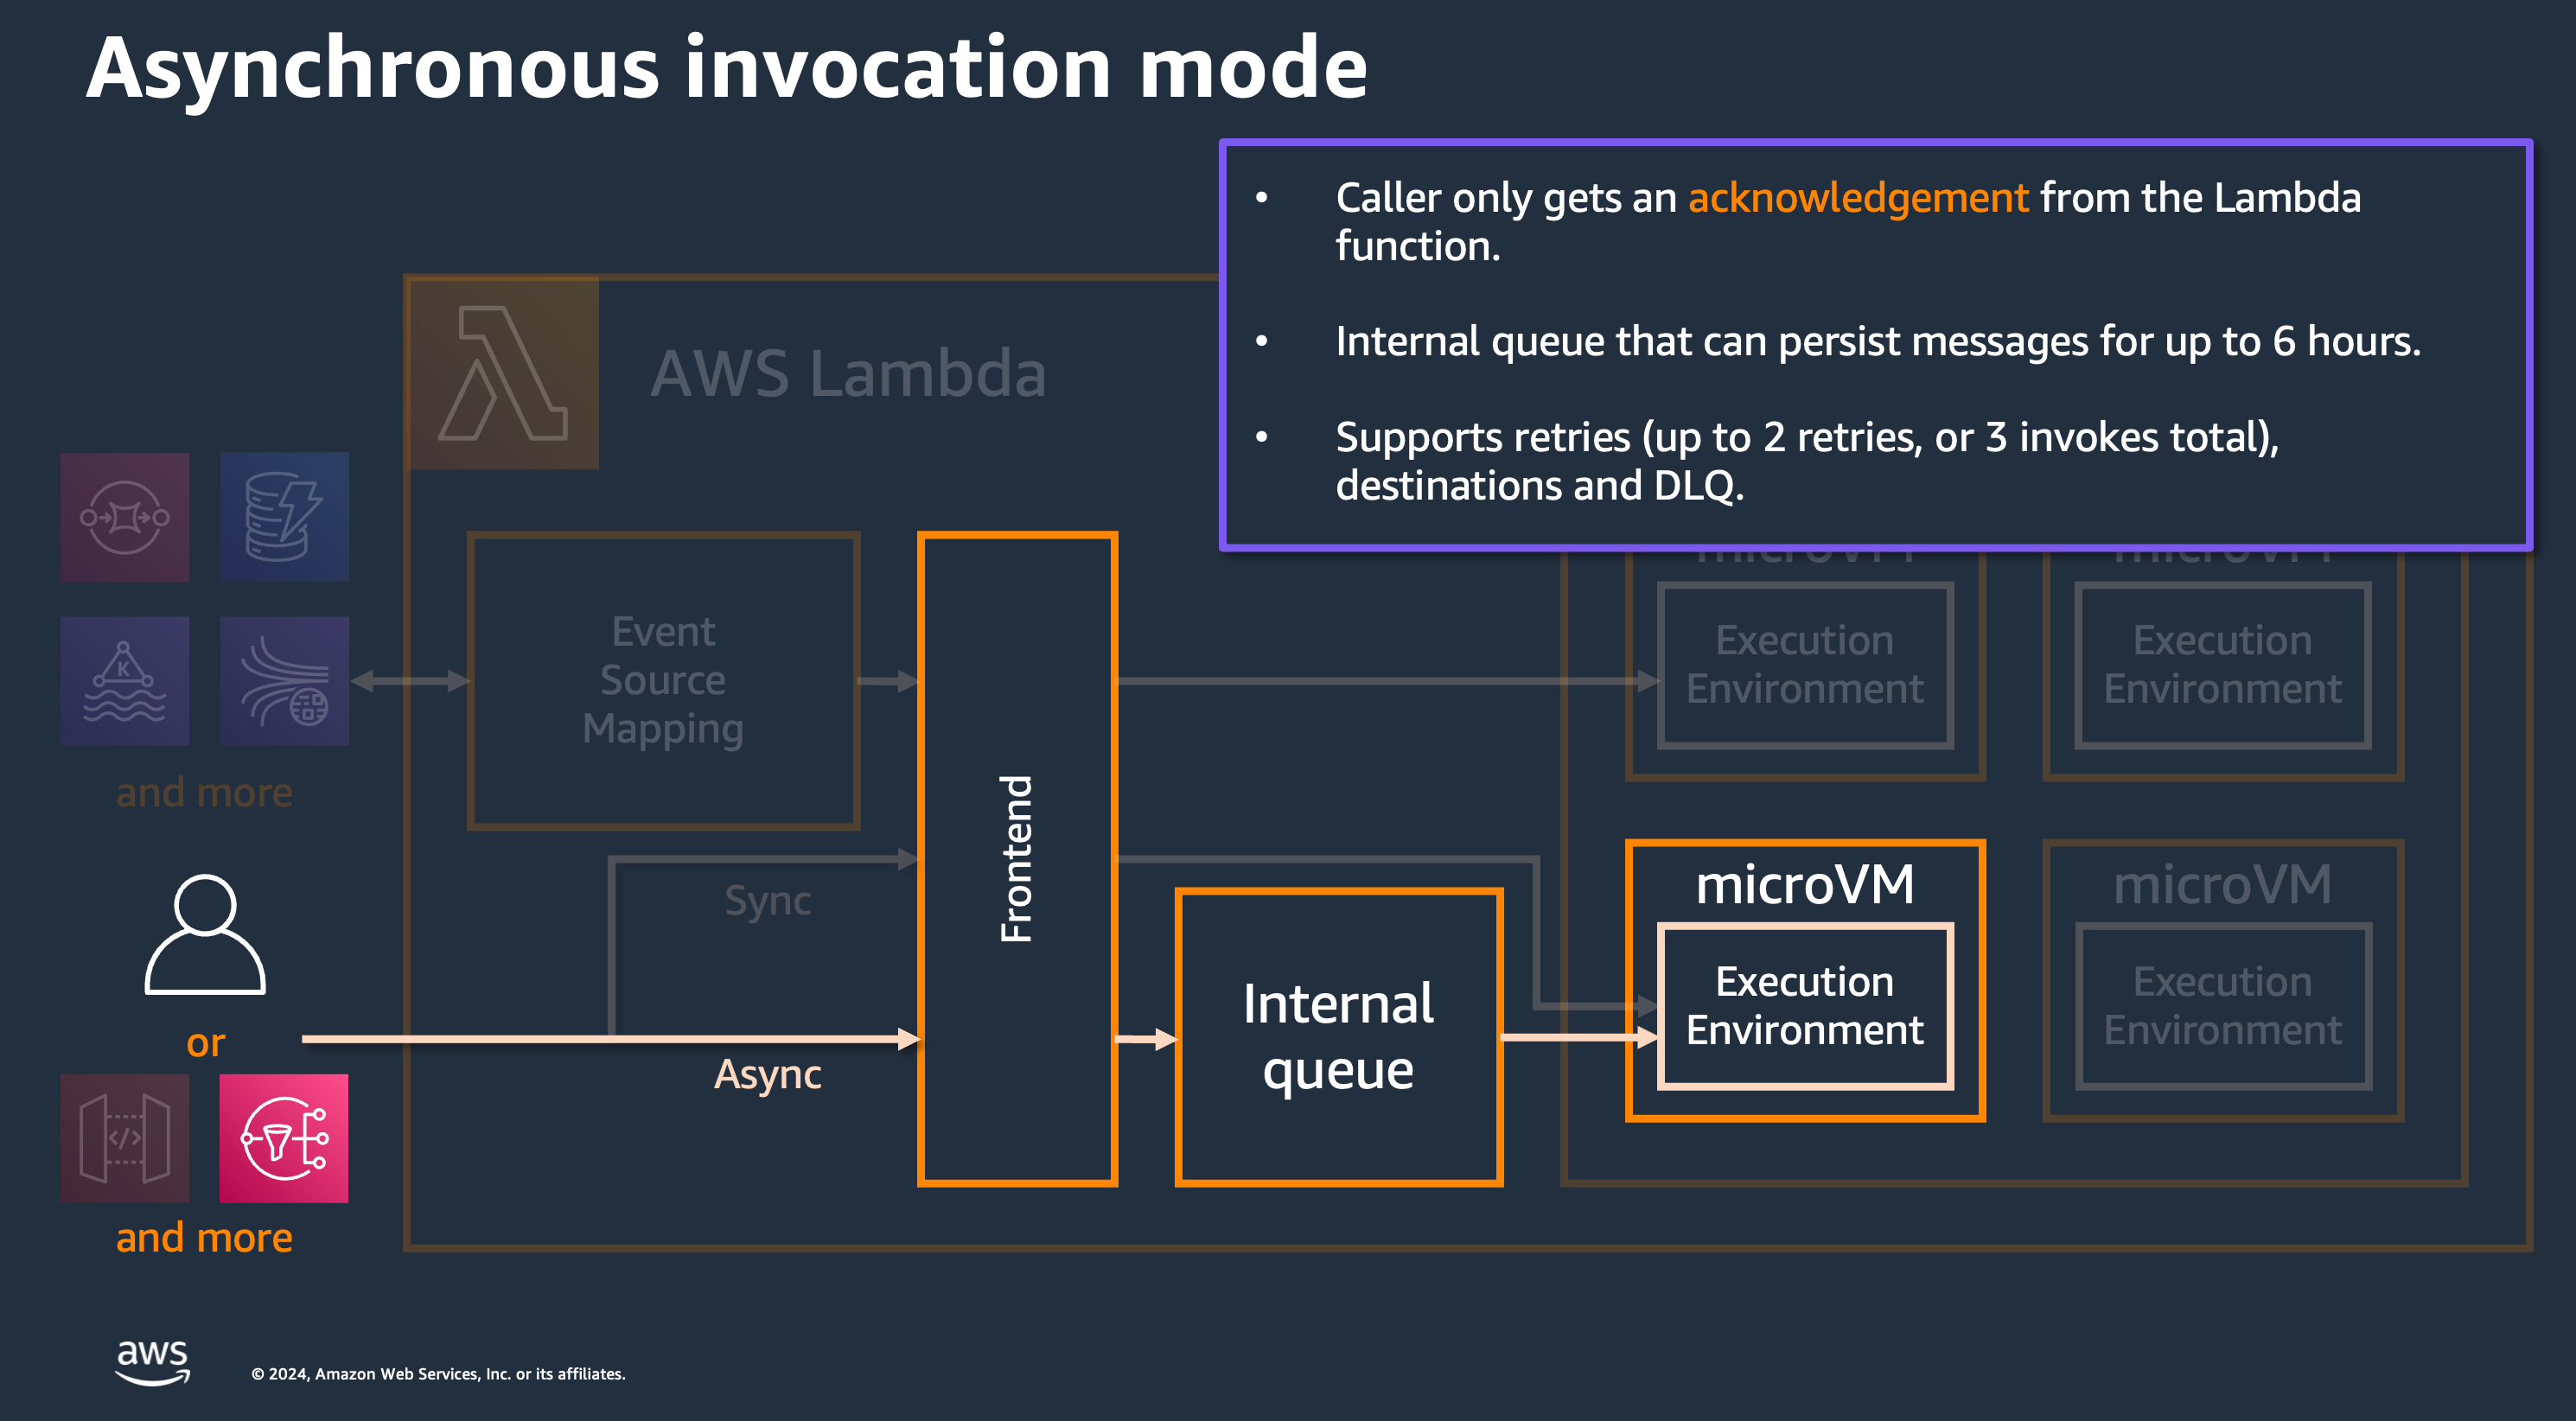 Asynchronous invocation mode
• Caller only gets an acknowledgement from the Lambda
function.
• Internal queue that can persist messages for up to 6 hours.
• Supports retries (up to 2 retries, or 3 invokes total),
destinations and DLQ.
AWS Lambda
Event
Source
Mapping
and more
Sync
or
Async
and more
K
</>
Frontend
Internal
queue
microVM
Execution
Environment
microVM
Execution
Environment
microVM
Execution
Environment
microVM
Execution
Environment
aws
© 2024, Amazon Web Services, Inc. or its affiliates.